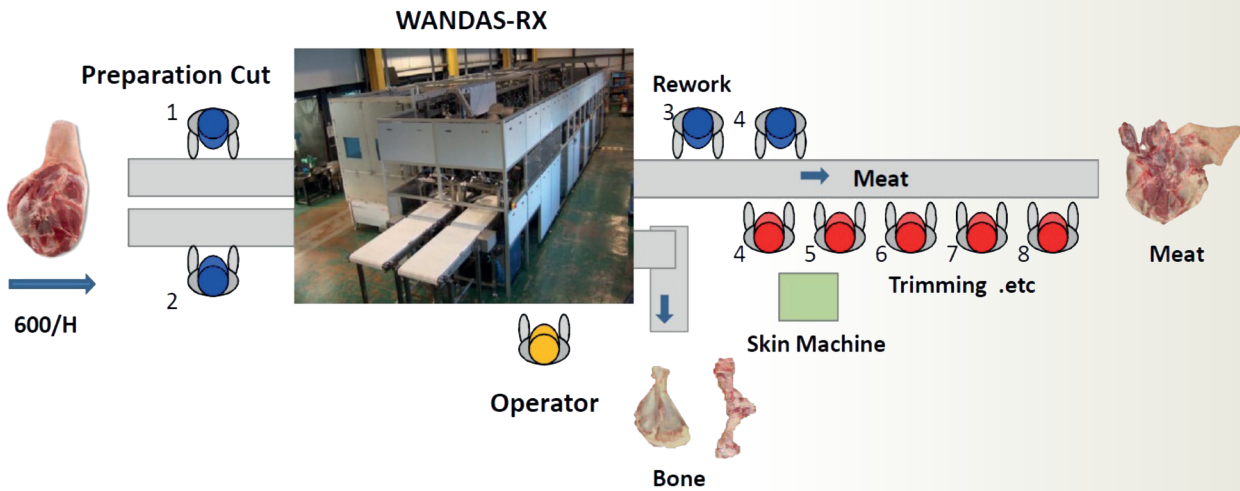 WANDAS-RX
Preparation Cut
1
2
600/H
Operator
Rework
3
4
Meat
4
5
6
7
8
Trimming .etc
Skin Machine
Bone
Meat